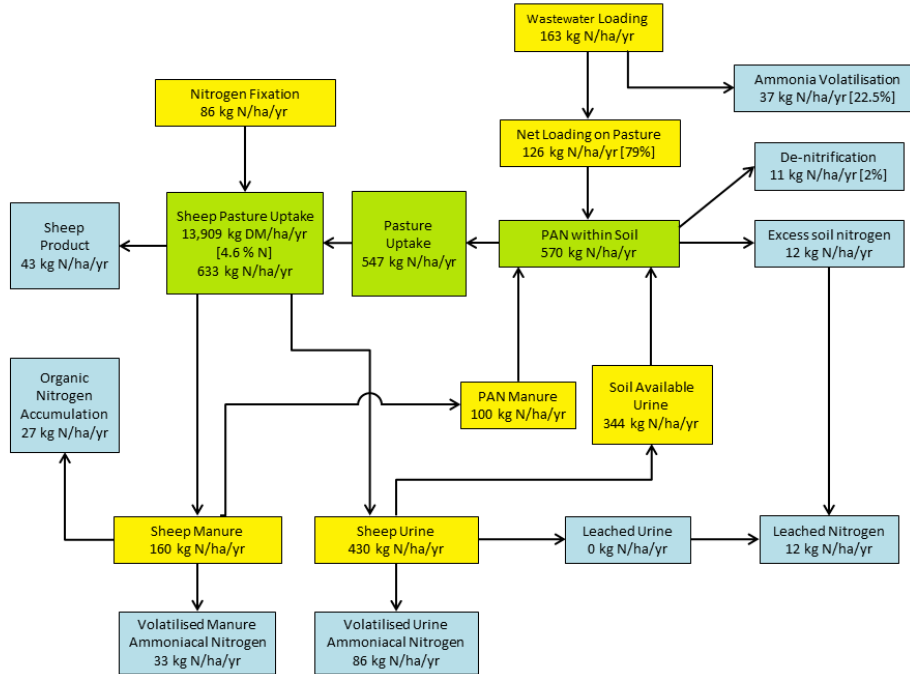 Wastewater Loading
163 kg N/ha/yr
Ammonia Volatilisation
37 kg N/ha/yr [22.5%]
Nitrogen Fixation
86 kg N/ha/yr
Net Loading on Pasture
126 kg N/ha/yr [79%]
De-nitrification
11 kg N/ha/yr [2%]
Sheep
Product
43 kg N/ha/yr
Sheep Pasture Uptake
13,909 kg DM/ha/yr
[4.6 % N]
633 kg N/ha/yr
Pasture
Uptake
547 kg N/ha/yr
PAN within Soil
570 kg N/ha/yr
Excess soil nitrogen
12 kg N/ha/yr
Organic
Nitrogen
Accumulation
27 kg N/ha/yr
PAN Manure
100 kg N/ha/yr
Soil Available
Urine
344 kg N/ha/yr
Sheep Manure
160 kg N/ha/yr
Sheep Urine
430 kg N/ha/yr
Leached Urine
0 kg N/ha/yr
Leached Nitrogen
12 kg N/ha/yr
Volatilised Manure
Ammoniacal Nitrogen
33 kg N/ha/yr
Volatilised Urine
Ammoniacal Nitrogen
86 kg N/ha/yr